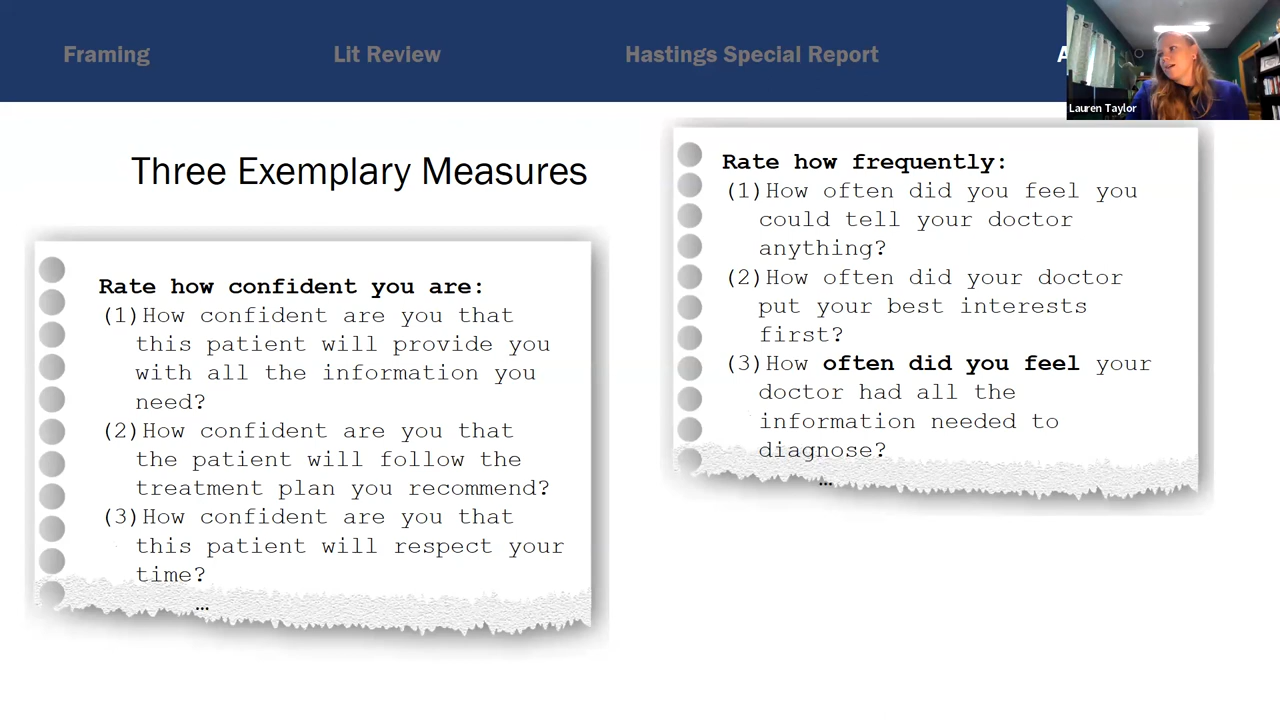 Framing
Lit Review
Hastings Special Report
A
Lauren Taylor
Three Exemplary Measures
Rate how confident you are:
(1)How confident are you that
this patient will provide you
with all the information you
need?
(2)How confident are you that
the patient will follow the
treatment plan you recommend?
(3)How confident are you that
this patient will respect your
time?
…
Rate how frequently:
(1)How often did you feel you
could tell your doctor
anything?
(2)How often did your doctor
put your best interests
first?
(3)How often did you feel your
doctor had all the
information needed to
diagnose?
…